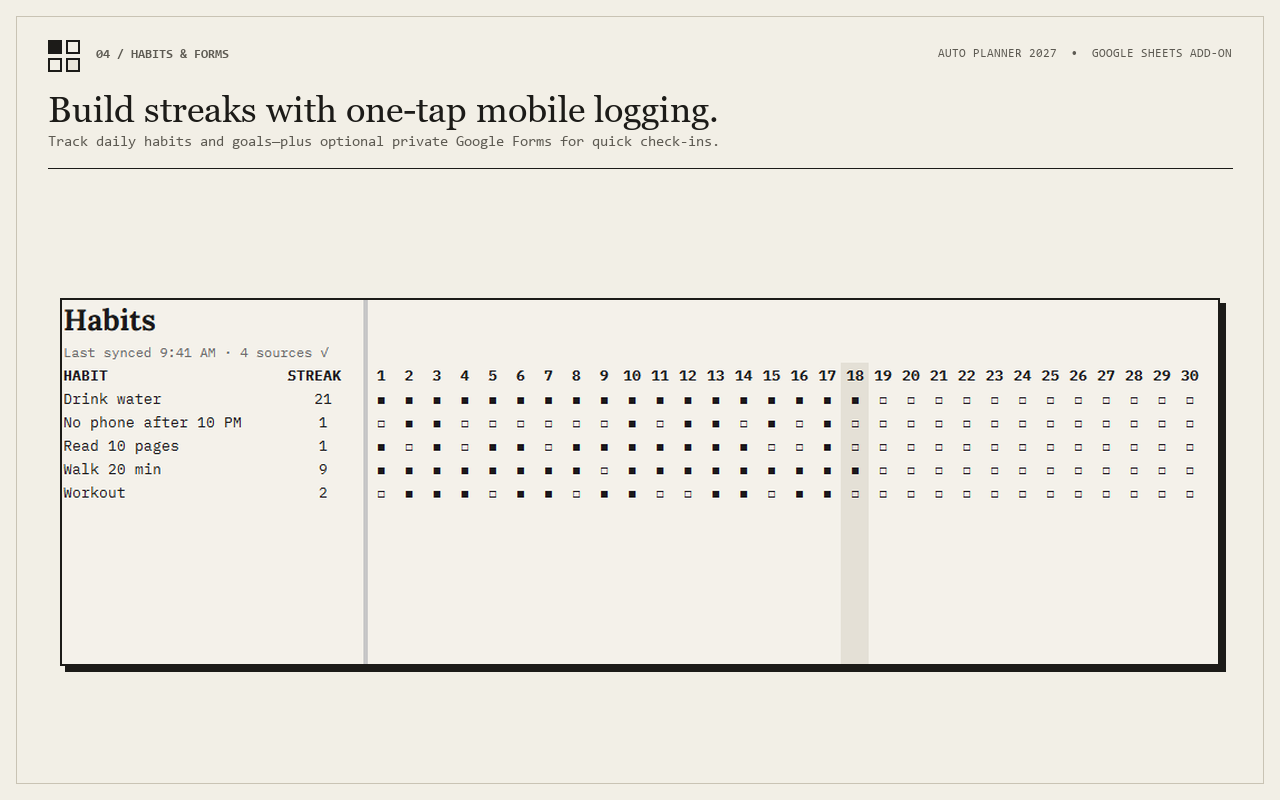 04 / HABITS & FORMS
AUTO PLANNER 2027 • GOOGLE SHEETS ADD-ON
Build streaks with one-tap mobile logging.
Track daily habits and goals—plus optional private Google Forms for quick check-ins.
Habits
Last synced 9:41 AM · 4 sources √
HABIT STREAK 1 2 3 4 5 6 7 8 9 10 11 12 13 14 15 16 17 18 19 20 21 22 23 24 25 26 27 28 29 30
Drink water 21 ■ ■ ■ ■ ■ ■ ■ ■ ■ ■ ■ ■ ■ ■ ■ ■ ■ ■ □ □ □ □ □ □ □ □ □ □ □ □
No phone after 10 PM 1 □ ■ ■ □ □ □ □ □ □ ■ □ ■ ■ □ ■ □ ■ □ □ □ □ □ □ □ □ □ □ □ □ □
Read 10 pages 1 ■ □ ■ □ ■ ■ □ ■ ■ ■ ■ ■ ■ ■ □ □ ■ □ □ □ □ □ □ □ □ □ □ □ □ □
Walk 20 min 9 ■ ■ ■ ■ ■ ■ ■ ■ □ ■ ■ ■ ■ ■ ■ ■ ■ ■ □ □ □ □ □ □ □ □ □ □ □ □
Workout 2 □ ■ ■ ■ □ ■ ■ □ ■ ■ □ □ ■ ■ □ ■ ■ □ □ □ □ □ □ □ □ □ □ □ □ □